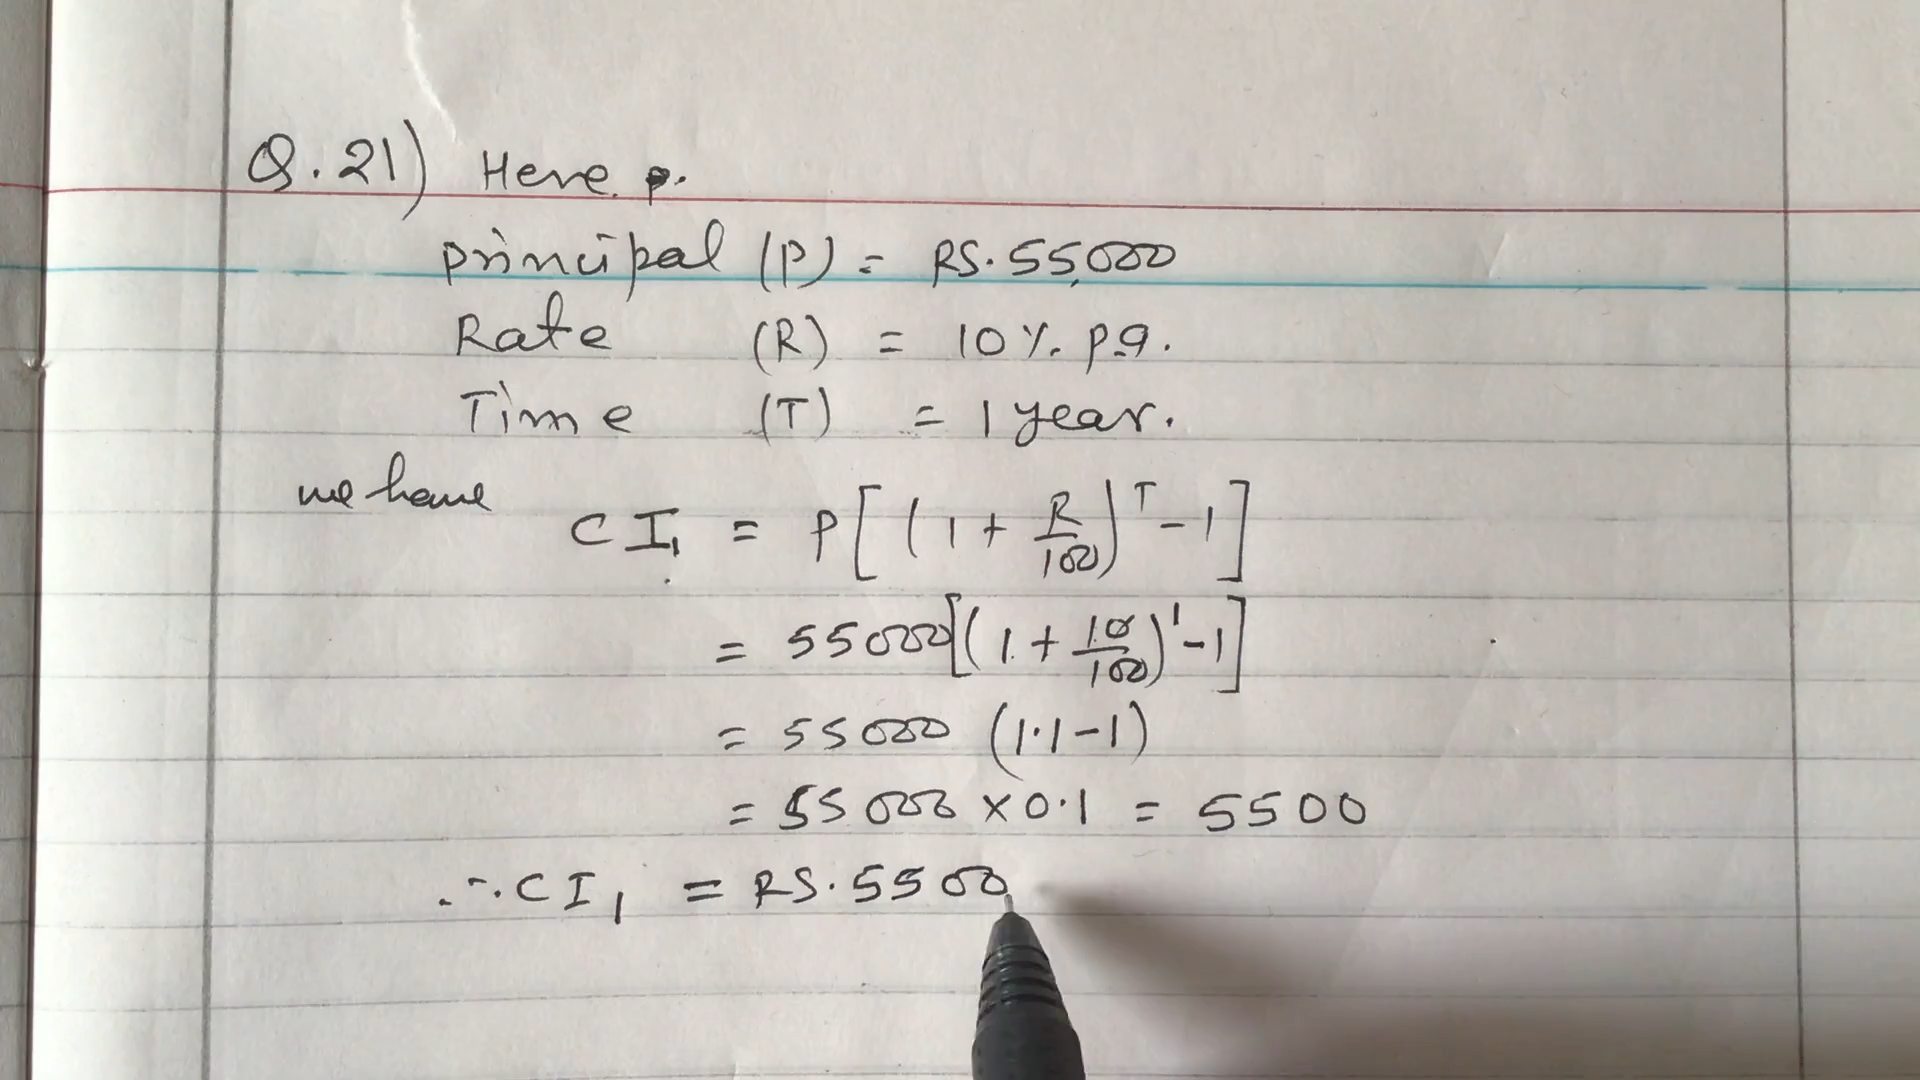 Q.21) Here p.
principal (P) = RS. 55,000
Rate (R) = 10%. p.a.
Time (T) = 1 year.
we have
CI₁ = P[(1 + R/100)^T - 1]
= 55000[(1 + 10/100)^1 - 1]
= 55000 (1.1 - 1)
= 55000 × 0.1 = 5500
∴ CI₁ = RS. 5500